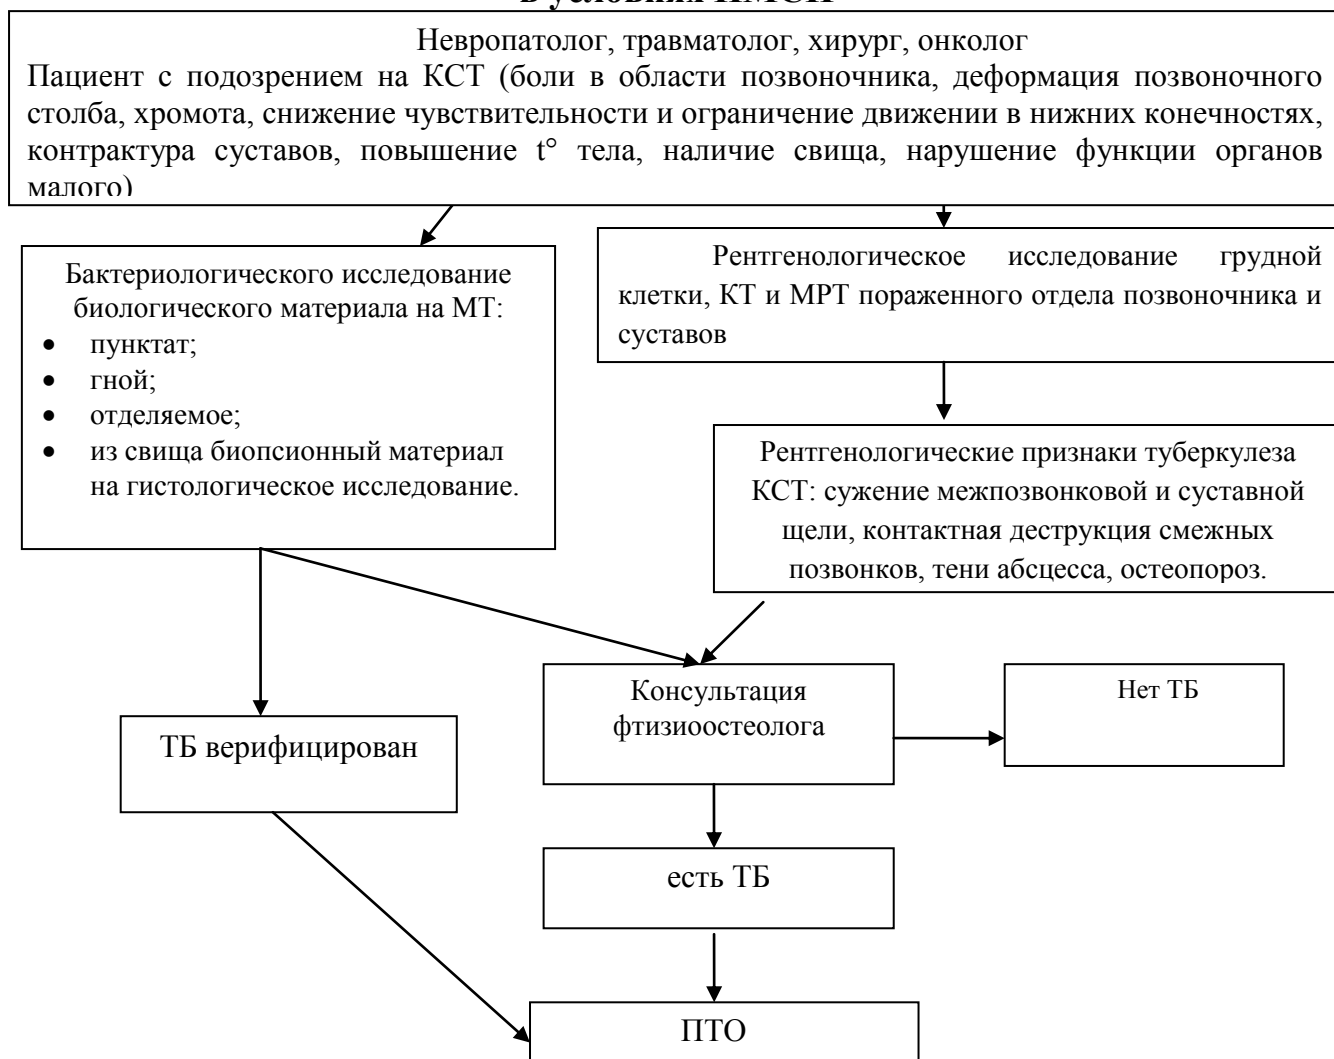 в условиях ПМСП
Невропатолог, травматолог, хирург, онколог
Пациент с подозрением на КСТ (боли в области позвоночника, деформация позвоночного
столба, хромота, снижение чувствительности и ограничение движении в нижних конечностях,
контрактура суставов, повышение t° тела, наличие свища, нарушение функции органов
малого)
Бактериологического исследование
биологического материала на МТ:
• пунктат;
• гной;
• отделяемое;
• из свища биопсионный материал
на гистологическое исследование.
Рентгенологическое исследование грудной
клетки, КТ и МРТ пораженного отдела позвоночника и
суставов
Рентгенологические признаки туберкулеза
КСТ: сужение межпозвонковой и суставной
щели, контактная деструкция смежных
позвонков, тени абсцесса, остеопороз.
Консультация
фтизиоостеолога
Нет ТБ
ТБ верифицирован
есть ТБ
ПТО